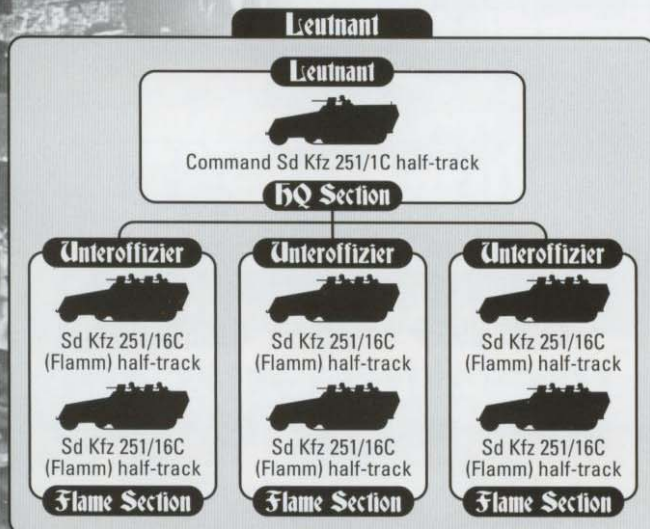 Leutnant
Leutnant
Command Sd Kfz 251/1C half-track
HQ Section
Unteroffizier
Sd Kfz 251/16C
(Flamm) half-track
Sd Kfz 251/16C
(Flamm) half-track
Flame Section
Unteroffizier
Sd Kfz 251/16C
(Flamm) half-track
Sd Kfz 251/16C
(Flamm) half-track
Flame Section
Unteroffizier
Sd Kfz 251/16C
(Flamm) half-track
Sd Kfz 251/16C
(Flamm) half-track
Flame Section